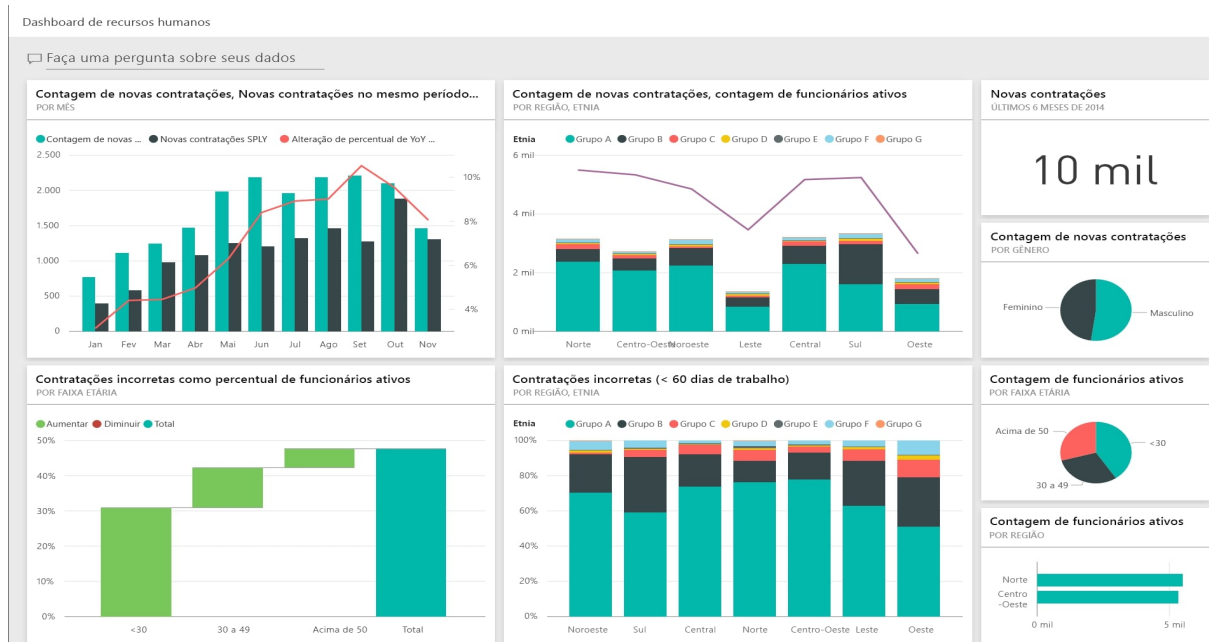 Dashboard de recursos humanos
Faça uma pergunta sobre seus dados
Contagem de novas contratações, Novas contratações no mesmo período...
POR MÊS
Contagem de novas ... Novas contratações SPLY Alteração de percentual de YoY ...
2.500
2.000
1.500
1.000
500
0
10%
8%
6%
4%
Jan Fev Mar Abr Mai Jun Jul Ago Set Out Nov
Contagem de novas contratações, contagem de funcionários ativos
POR REGIÃO, ETNIA
Etnia Grupo A Grupo B Grupo C Grupo D Grupo E Grupo F Grupo G
6 mil
4 mil
2 mil
0 mil
Norte Centro-Oeste Noroeste Leste Central Sul Oeste
Novas contratações
ÚLTIMOS 6 MESES DE 2014
10 mil
Contagem de novas contratações
POR GÊNERO
Feminino
Masculino
Contratações incorretas como percentual de funcionários ativos
POR FAIXA ETÁRIA
Aumentar Diminuir Total
50%
40%
30%
20%
10%
0%
<30 30 a 49 Acima de 50 Total
Contratações incorretas (< 60 dias de trabalho)
POR REGIÃO, ETNIA
Etnia Grupo A Grupo B Grupo C Grupo D Grupo E Grupo F Grupo G
100%
80%
60%
40%
20%
0%
Noroeste Sul Central Norte Centro-Oeste Leste Oeste
Contagem de funcionários ativos
POR FAIXA ETÁRIA
Acima de 50
<30
30 a 49
Contagem de funcionários ativos
POR REGIÃO
Norte
Centro
-Oeste
0 mil 5 mil